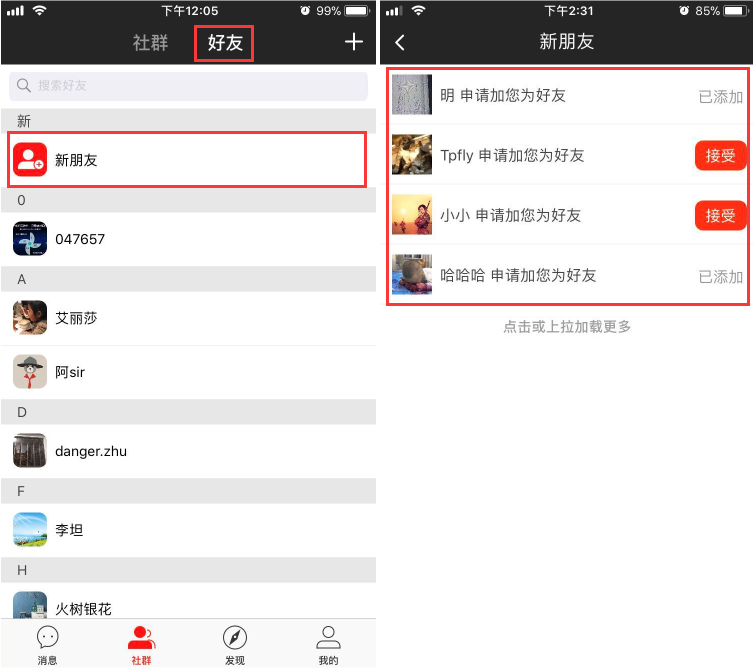 下午12:05
99%
社群
好友
搜索好友
新
新朋友
0
047657
A
艾丽莎
阿sir
D
danger.zhu
F
李坦
H
火树银花
消息
社群
发现
我的
下午2:31
85%
新朋友
明 申请加您为好友
已添加
Tpfly 申请加您为好友
接受
小小 申请加您为好友
接受
哈哈哈 申请加您为好友
已添加
点击或上拉加载更多